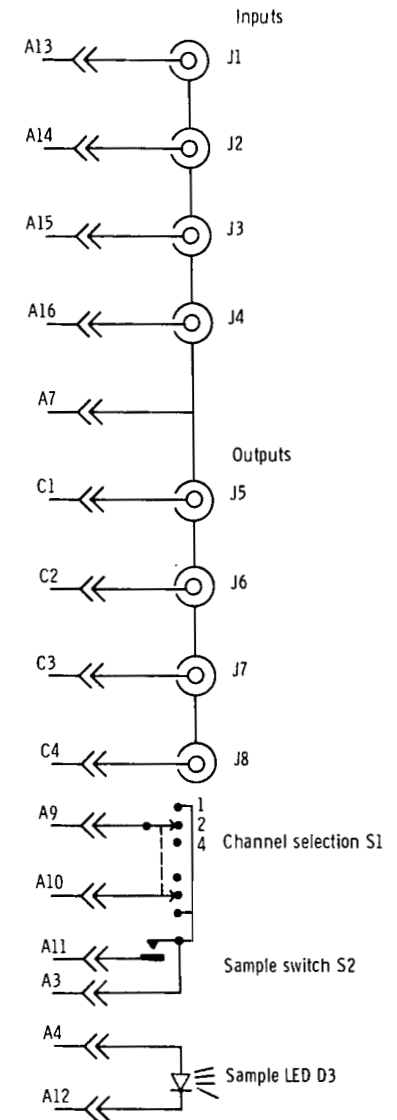 Inputs
A13 J1
A14 J2
A15 J3
A16 J4
A7
Outputs
C1 J5
C2 J6
C3 J7
C4 J8
1
A9 2
4 Channel selection S1
A10
A11
Sample switch S2
A3
A4
Sample LED D3
A12